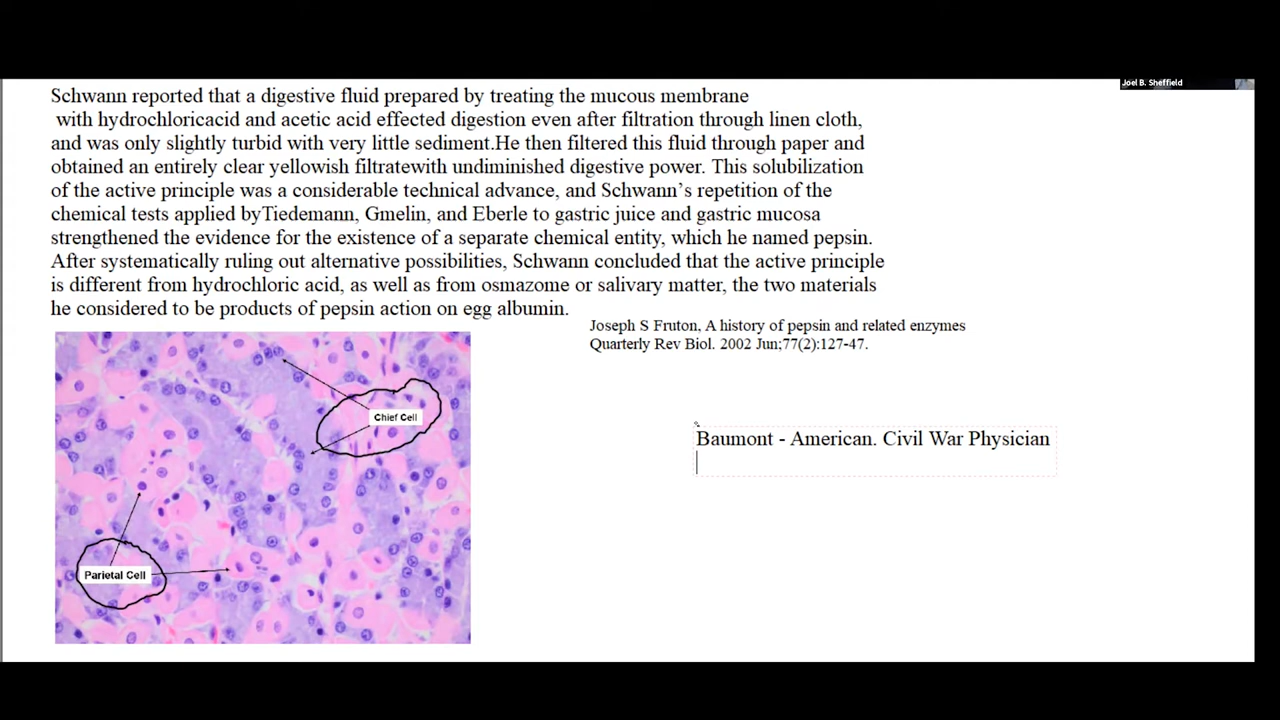 Joel B. Sheffield
Schwann reported that a digestive fluid prepared by treating the mucous membrane
with hydrochloricacid and acetic acid effected digestion even after filtration through linen cloth,
and was only slightly turbid with very little sediment.He then filtered this fluid through paper and
obtained an entirely clear yellowish filtratewith undiminished digestive power. This solubilization
of the active principle was a considerable technical advance, and Schwann’s repetition of the
chemical tests applied byTiedemann, Gmelin, and Eberle to gastric juice and gastric mucosa
strengthened the evidence for the existence of a separate chemical entity, which he named pepsin.
After systematically ruling out alternative possibilities, Schwann concluded that the active principle
is different from hydrochloric acid, as well as from osmazome or salivary matter, the two materials
he considered to be products of pepsin action on egg albumin.
Joseph S Fruton, A history of pepsin and related enzymes
Quarterly Rev Biol. 2002 Jun;77(2):127-47.
Chief Cell
Baumont - American. Civil War Physician
Parietal Cell